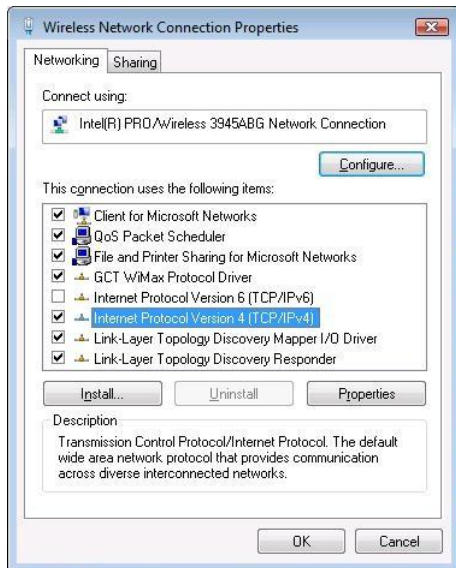 Wireless Network Connection Properties
Networking
Sharing
Connect using:
Intel(R) PRO/Wireless 3945ABG Network Connection
Configure...
This connection uses the following items:
Client for Microsoft Networks
QoS Packet Scheduler
File and Printer Sharing for Microsoft Networks
GCT WiMax Protocol Driver
Internet Protocol Version 6 (TCP/IPv6)
Internet Protocol Version 4 (TCP/IPv4)
Link-Layer Topology Discovery Mapper I/O Driver
Link-Layer Topology Discovery Responder
Install...
Uninstall
Properties
Description
Transmission Control Protocol/Internet Protocol. The default
wide area network protocol that provides communication
across diverse interconnected networks.
OK
Cancel